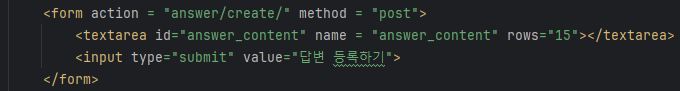 <form action = "answer/create/" method = "post">
<textarea id="answer_content" name = "answer_content" rows="15"></textarea>
<input type="submit" value="답변 등록하기">
</form>